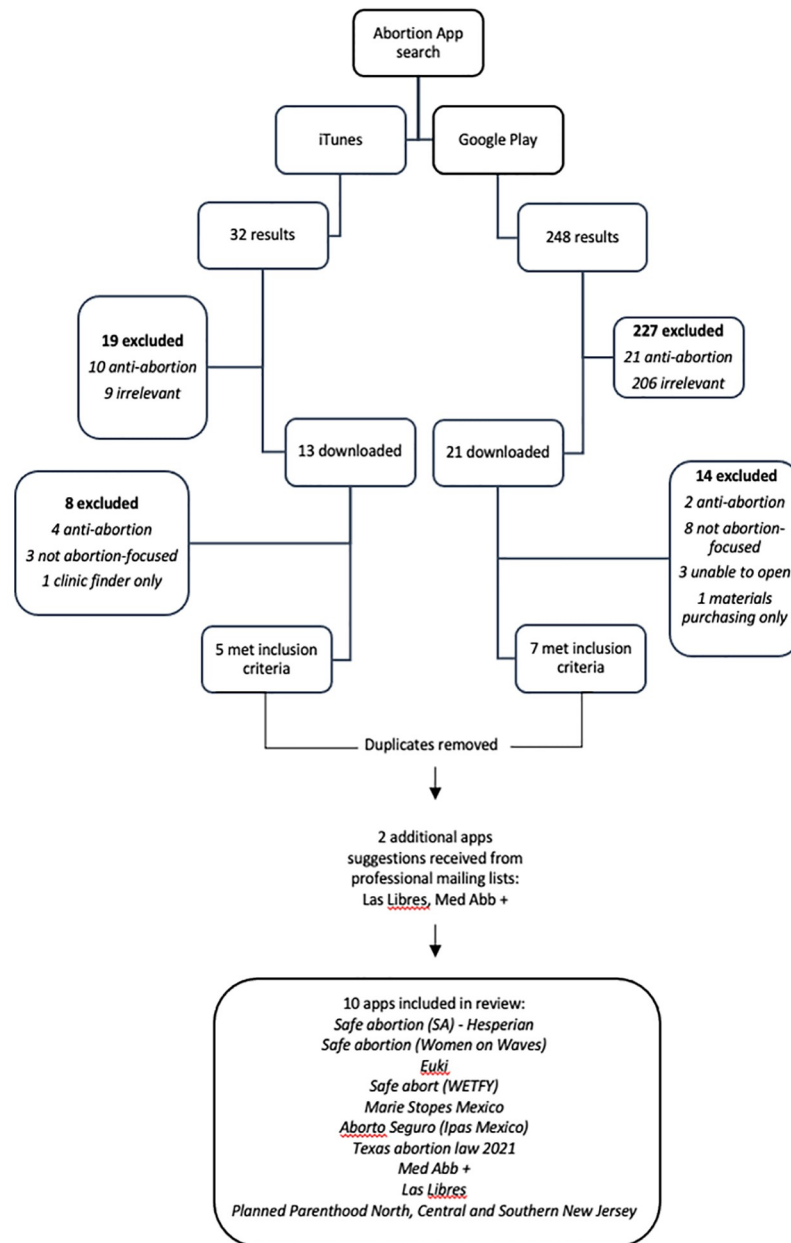 Abortion App
search
iTunes
Google Play
32 results
248 results
19 excluded
10 anti-abortion
9 irrelevant
227 excluded
21 anti-abortion
206 irrelevant
13 downloaded
21 downloaded
8 excluded
4 anti-abortion
3 not abortion-focused
1 clinic finder only
14 excluded
2 anti-abortion
8 not abortion-
focused
3 unable to open
1 materials
purchasing only
5 met inclusion
criteria
7 met inclusion
criteria
Duplicates removed
2 additional apps
suggestions received from
professional mailing lists:
Las Libres, Med Abb +
10 apps included in review:
Safe abortion (SA) - Hesperian
Safe abortion (Women on Waves)
Euki
Safe abort (WETFY)
Marie Stopes Mexico
Aborto Seguro (Ipas Mexico)
Texas abortion law 2021
Med Abb +
Las Libres
Planned Parenthood North, Central and Southern New Jersey